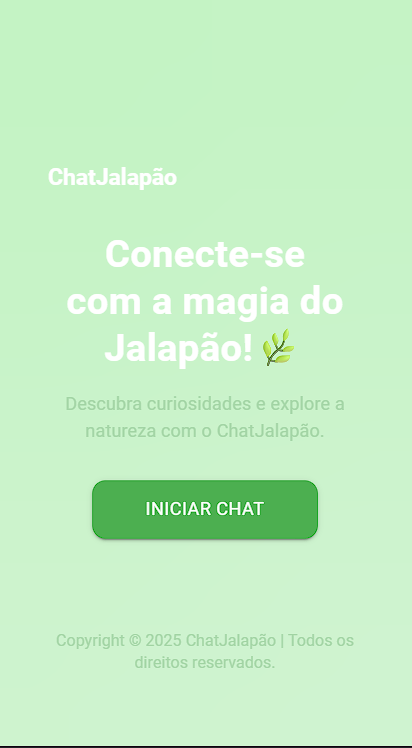 ChatJalapão
Conecte-se
com a magia do
Jalapão! 🌿
Descubra curiosidades e explore a
natureza com o ChatJalapão.
INICIAR CHAT
Copyright © 2025 ChatJalapão | Todos os
direitos reservados.